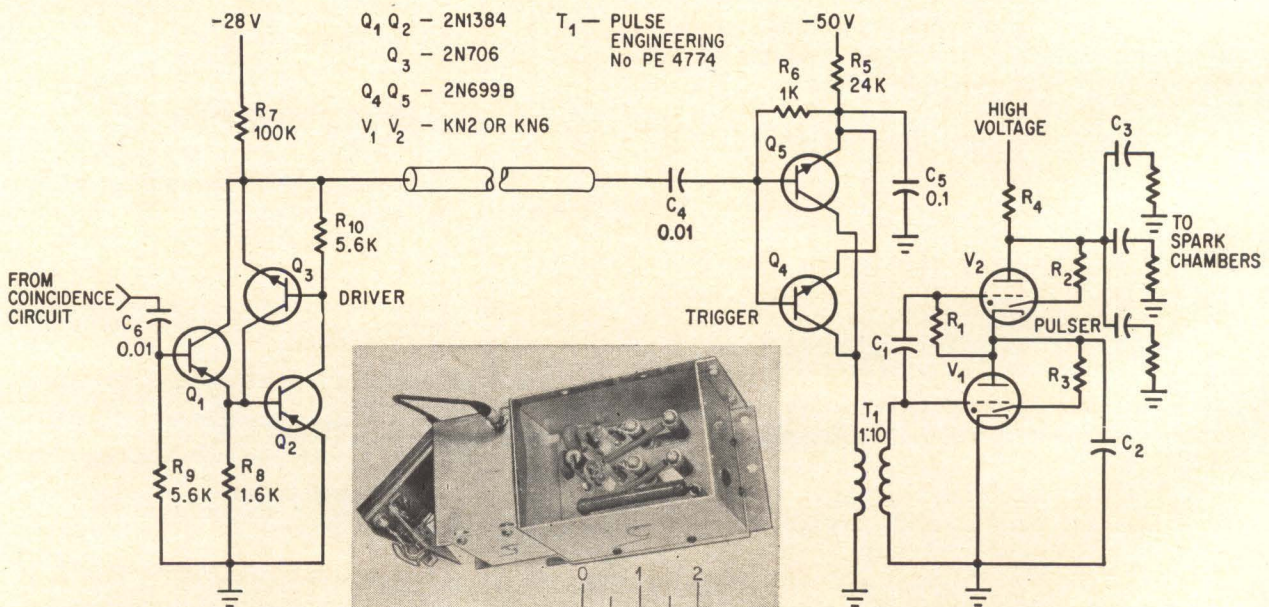 -28 V
Q1 Q2 - 2N1384
Q3 - 2N706
Q4 Q5 - 2N699B
V1 V2 - KN2 OR KN6
T1 — PULSE
ENGINEERING
No PE 4774
-50V
R7
100K
R6
1K
R5
24K
HIGH
VOLTAGE
C3
Q5
C4
0.01
C5
0.1
R4
R10
5.6K
TO
SPARK
CHAMBERS
FROM
COINCIDENCE
CIRCUIT
Q3
DRIVER
Q4
TRIGGER
V2
R2
C6
0.01
R1
PULSER
C1
Q1
Q2
V1
R3
T1
1:10
C2
R9
5.6K
R8
1.6K
0 1 2